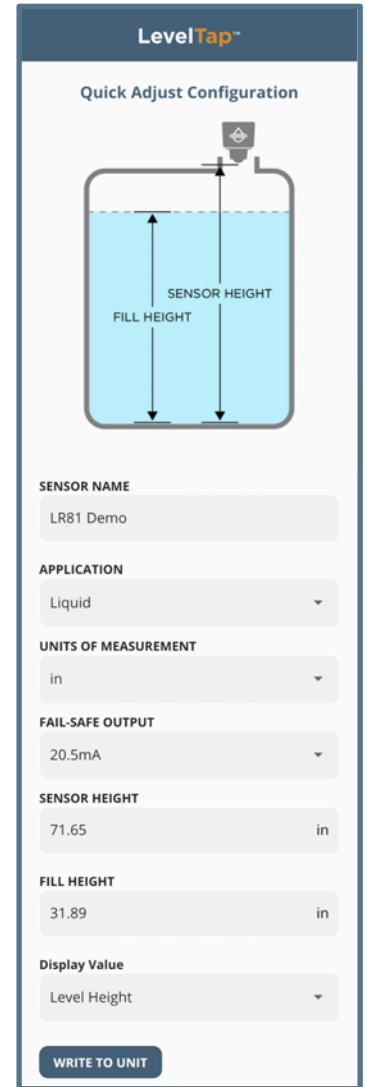 LevelTap™
Quick Adjust Configuration
SENSOR HEIGHT
FILL HEIGHT
SENSOR NAME
LR81 Demo
APPLICATION
Liquid
UNITS OF MEASUREMENT
in
FAIL-SAFE OUTPUT
20.5mA
SENSOR HEIGHT
71.65 in
FILL HEIGHT
31.89 in
Display Value
Level Height
WRITE TO UNIT